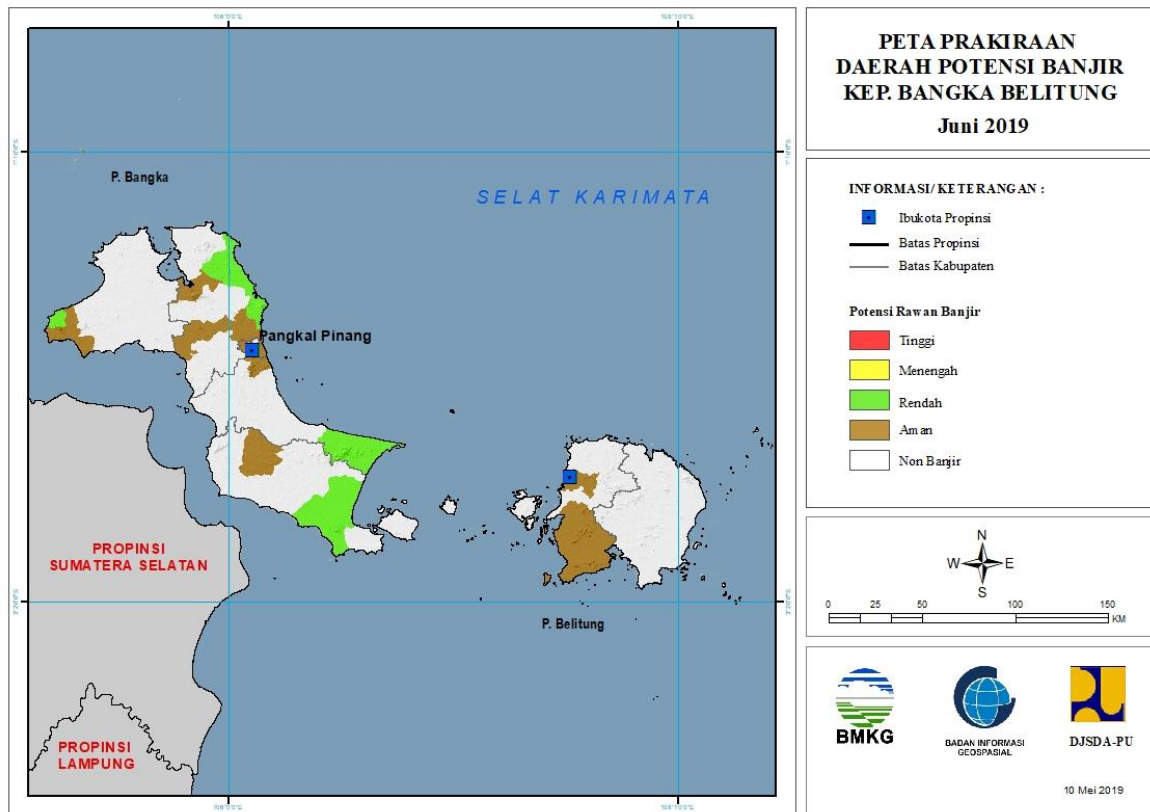 P. Bangka
SELAT KARIMATA
Pangkal Pinang
PROPINSI
SUMATERA SELATAN
P. Belitung
PROPINSI
LAMPUNG
PETA PRAKIRAAN
DAERAH POTENSI BANJIR
KEP. BANGKA BELITUNG
Juni 2019
INFORMASI/ KETERANGAN :
Ibukota Propinsi
Batas Propinsi
Batas Kabupaten
Potensi Rawan Banjir
Tinggi
Menengah
Rendah
Aman
Non Banjir
N
W E
S
0 25 50 100 150
KM
BMKG
BADAN INFORMASI
GEOSPASIAL
DJSDA-PU
10 Mei 2019